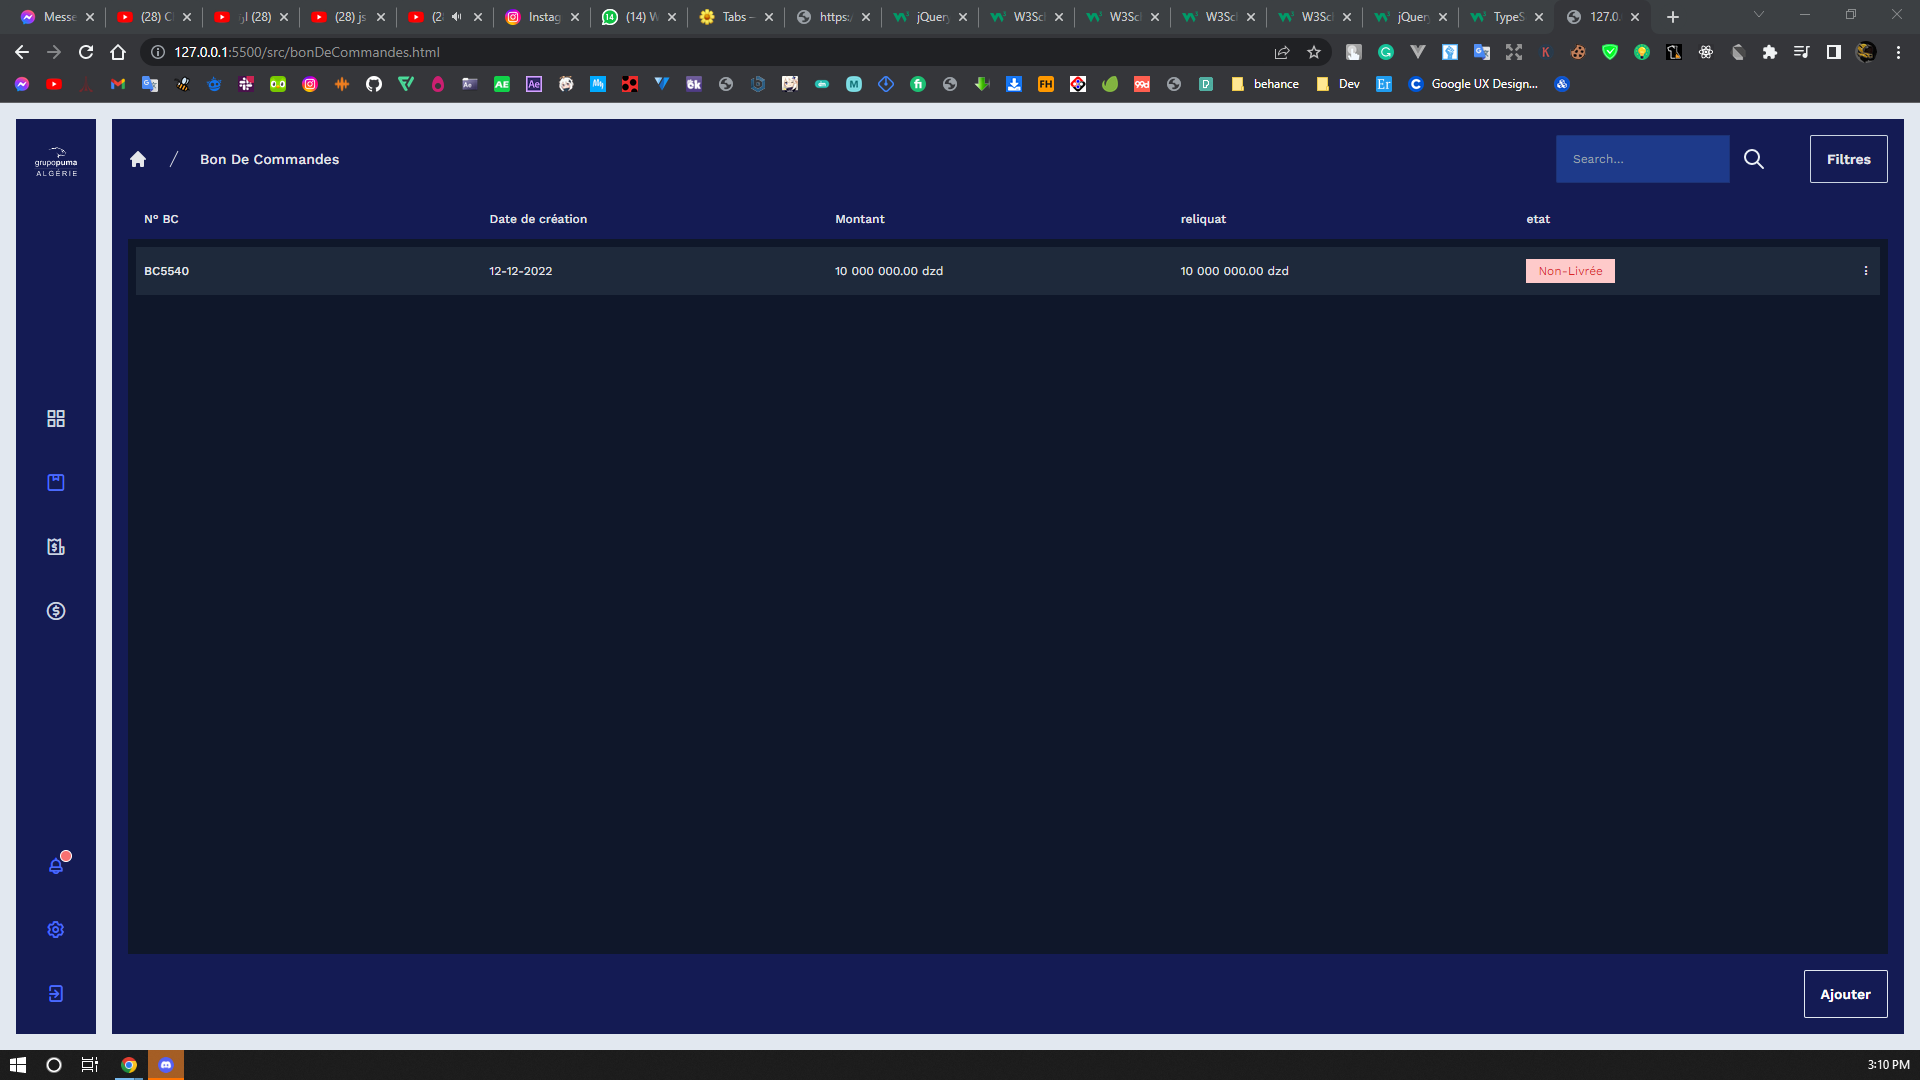 Messe
(28) C
(28)
(28) js
(2
Instag
(14) W
Tabs –
https:/
jQuery
W3Sc
W3Sc
W3Sc
W3Sc
jQuery
TypeS
127.0.
127.0.0.1:5500/src/bonDeCommandes.html
behance
Dev
Google UX Design...
grupopuma
ALGÉRIE
/
Bon De Commandes
Search...
Filtres
N° BC
Date de création
Montant
reliquat
etat
BC5540
12-12-2022
10 000 000.00 dzd
10 000 000.00 dzd
Non-Livrée
Ajouter
3:10 PM